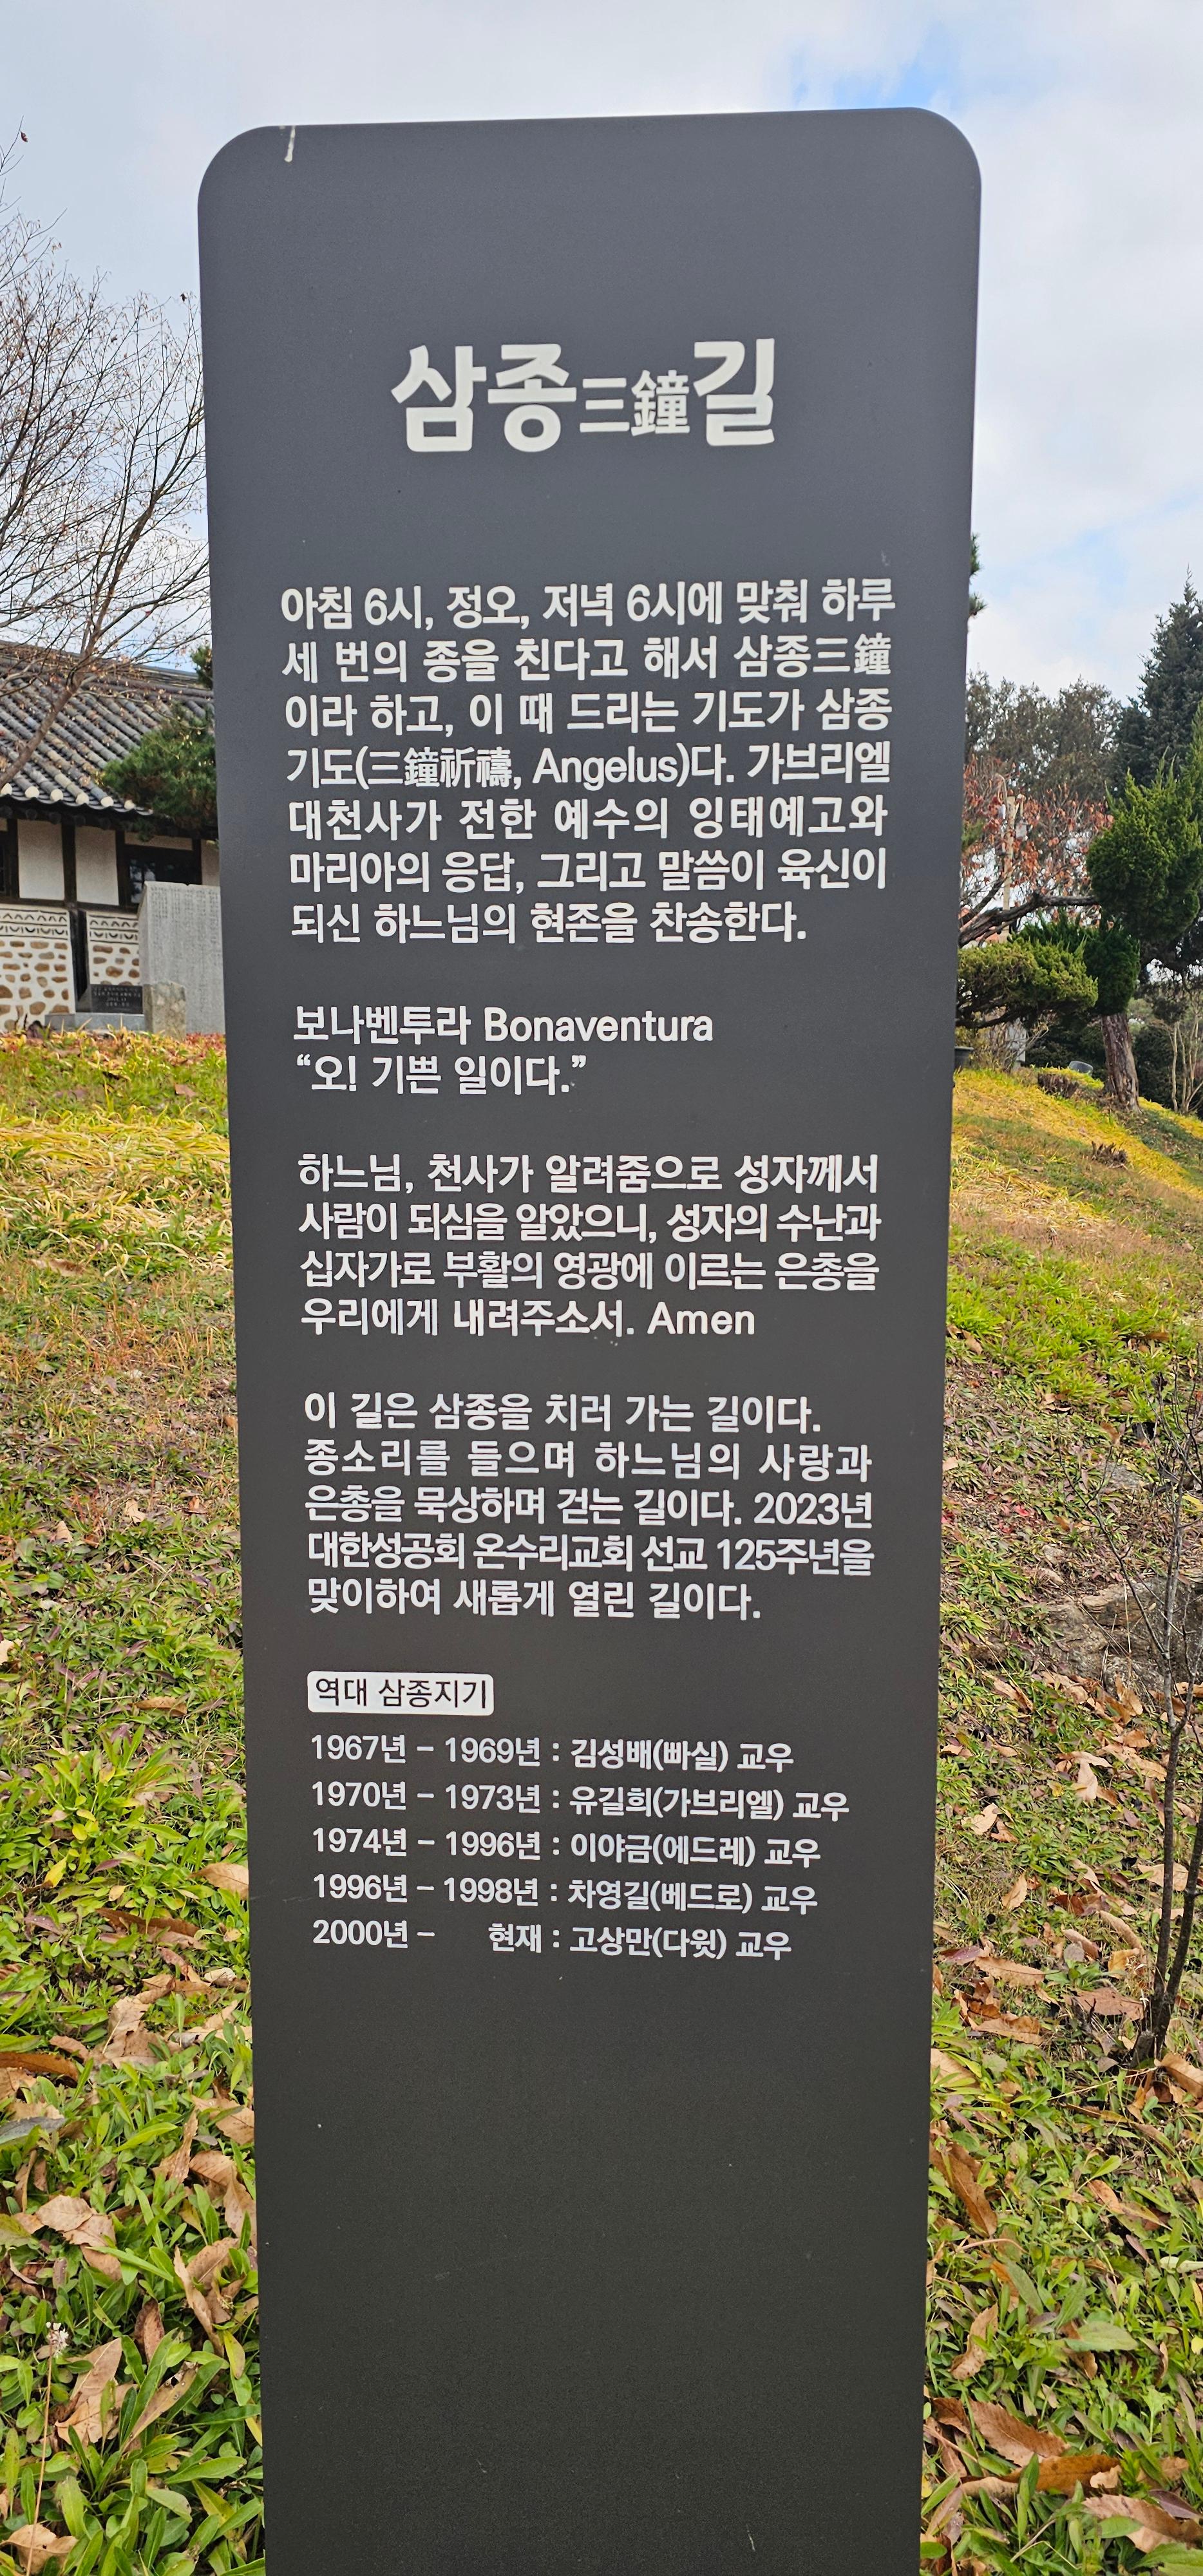 삼종三鐘길
아침 6시, 정오, 저녁 6시에 맞춰 하루
세 번의 종을 친다고 해서 삼종三鐘
이라 하고, 이 때 드리는 기도가 삼종
기도(三鐘祈禱, Angelus)다. 가브리엘
대천사가 전한 예수의 잉태예고와
마리아의 응답, 그리고 말씀이 육신이
되신 하느님의 현존을 찬송한다.
보나벤투라 Bonaventura
“오! 기쁜 일이다.”
하느님, 천사가 알려줌으로 성자께서
사람이 되심을 알았으니, 성자의 수난과
십자가로 부활의 영광에 이르는 은총을
우리에게 내려주소서. Amen
이 길은 삼종을 치러 가는 길이다.
종소리를 들으며 하느님의 사랑과
은총을 묵상하며 걷는 길이다. 2023년
대한성공회 온수리교회 선교 125주년을
맞이하여 새롭게 열린 길이다.
역대 삼종지기
1967년 – 1969년 : 김성배(빠실) 교우
1970년 – 1973년 : 유길희(가브리엘) 교우
1974년 – 1996년 : 이야금(에드레) 교우
1996년 – 1998년 : 차영길(베드로) 교우
2000년 – 현재 : 고상만(다윗) 교우